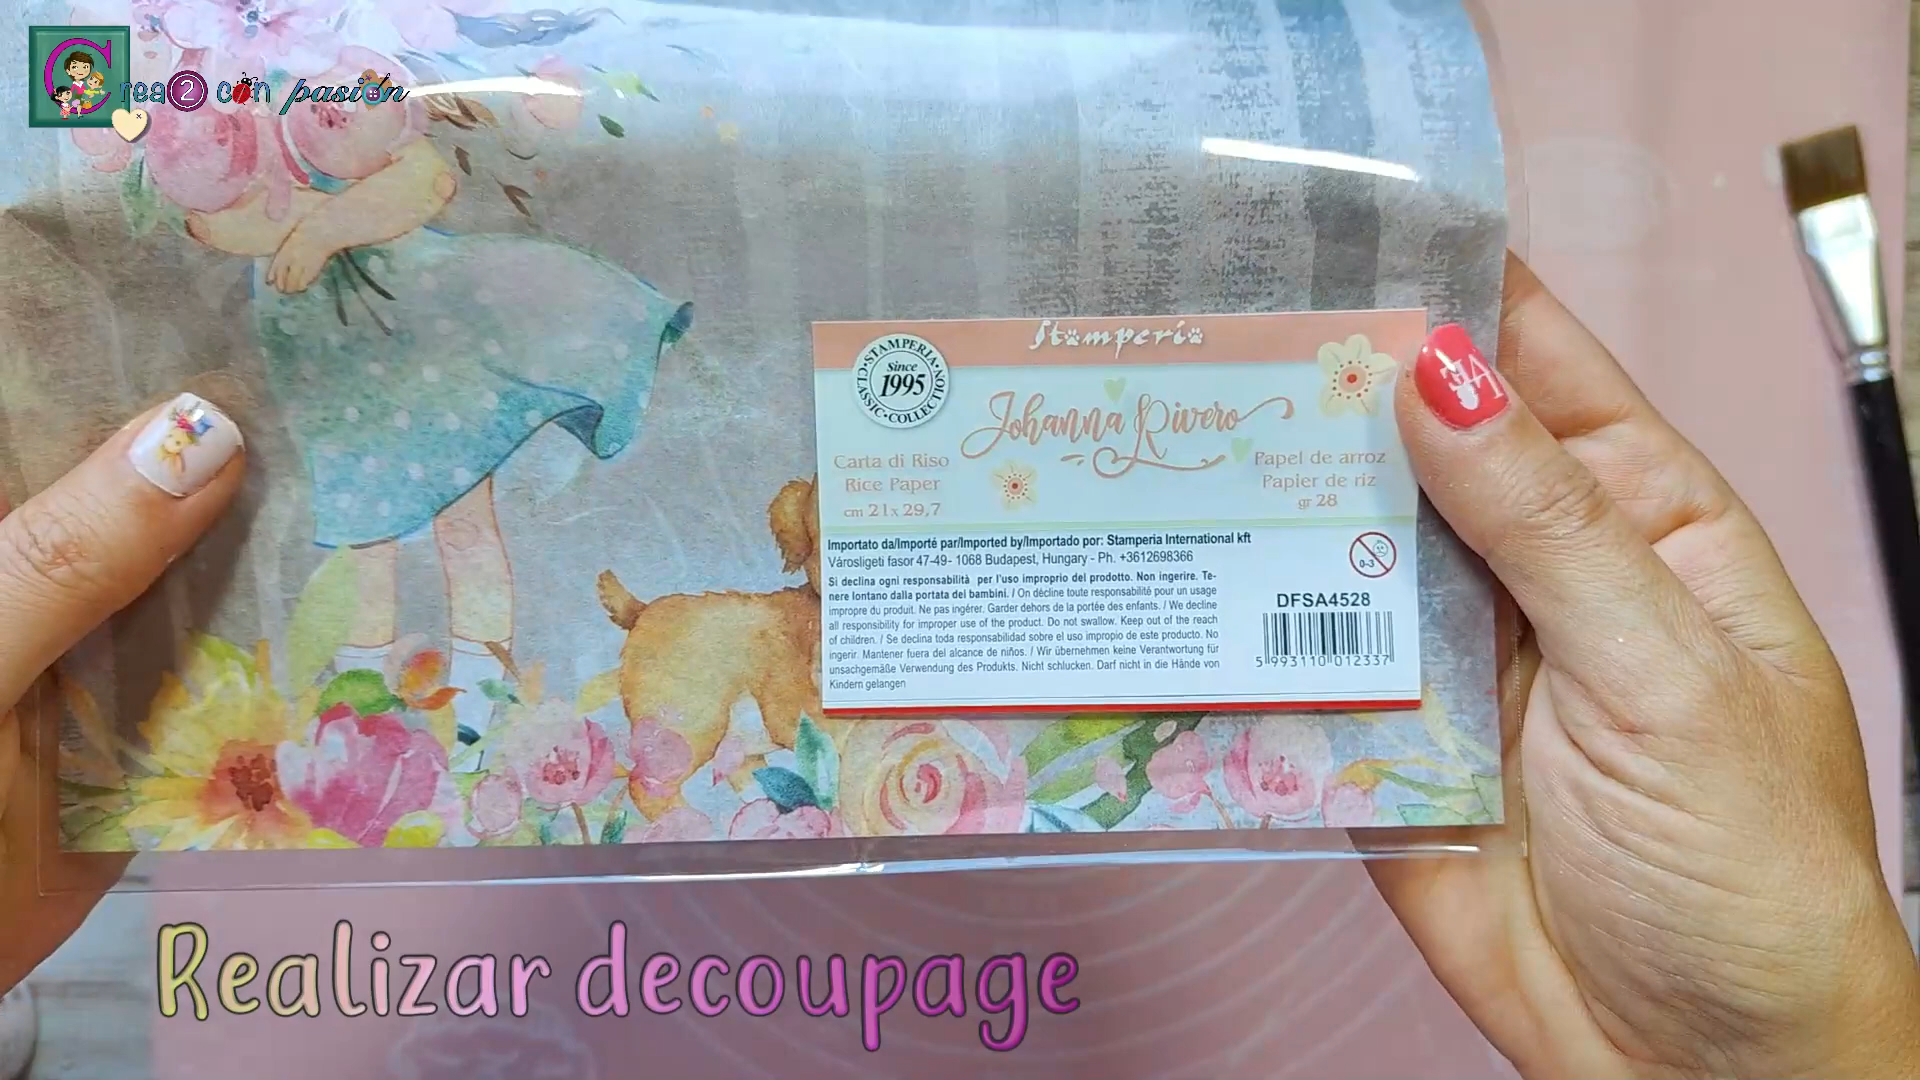 Crea2 con pasión
Stamperia
STAMPERIA
Since
1995
CLASSIC COLLECTION
Johanna Rivero
Carta di Riso
Rice Paper
cm 21x 29,7
Papel de arroz
Papier de riz
gr 28
Importato da/Importé par/Imported by/Importado por: Stamperia International kft
Városligeti fasor 47-49- 1068 Budapest, Hungary - Ph. +3612698366
Si declina ogni responsabilità per l'uso improprio del prodotto. Non ingerire. Te-
nere lontano dalla portata dei bambini. / On décline toute responsabilité pour un usage
impropre du produit. Ne pas ingérer. Garder dehors de la portée des enfants. / We decline
all responsibility for improper use of the product. Do not swallow. Keep out of the reach
of children. / Se declina toda responsabilidad sobre el uso impropio de este producto. No
ingerir. Mantener fuera del alcance de niños. / Wir übernehmen keine Verantwortung für
unsachgemäße Verwendung des Produkts. Nicht schlucken. Darf nicht in die Hände von
Kindern gelangen
0-3
DFSA4528
5 993110 012337
Realizar decoupage